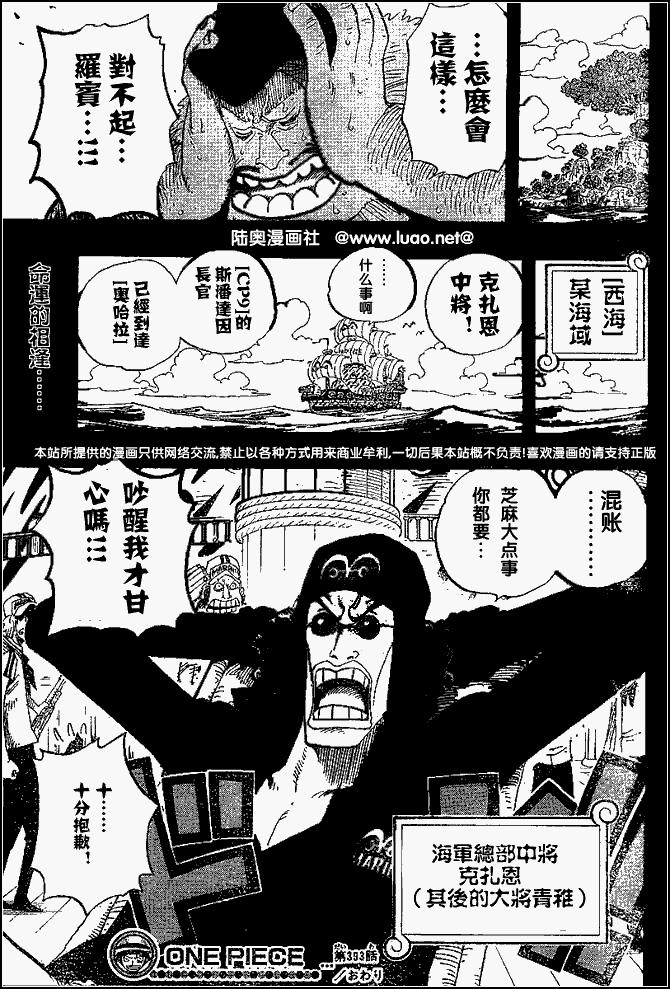 …怎麼會
這樣…
對不起…
羅賓…!!!
陆奥漫画社 @www.luao.net@
[西海]
某海域
克扎恩
中將!
…
什么事啊
[CP9]的
斯潘達因
長官
已經到達
[奧哈拉]
命運的相逢……
本站所提供的漫画只供网络交流,禁止以各种方式用来商业牟利,一切后果本站概不负责!喜欢漫画的请支持正版
混账
………
芝麻大点事
你都要…
吵醒我才甘
心嗎!!!
十……
十分抱歉!
海軍總部中將
克扎恩
(其後的大將青雉)
ONE PIECE …第393話
/おわり